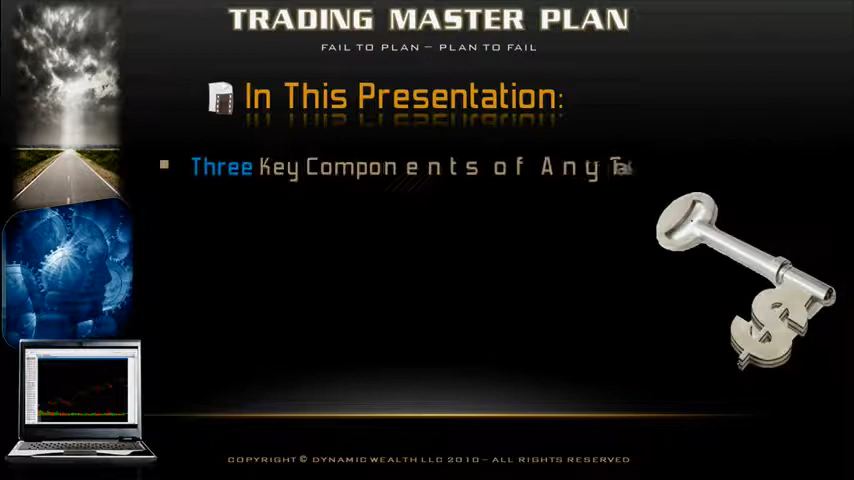 TRADING MASTER PLAN
FAIL TO PLAN – PLAN TO FAIL
In This Presentation:
Three Key Components of Any
COPYRIGHT © DYNAMIC WEALTH LLC 2010 – ALL RIGHTS RESERVED